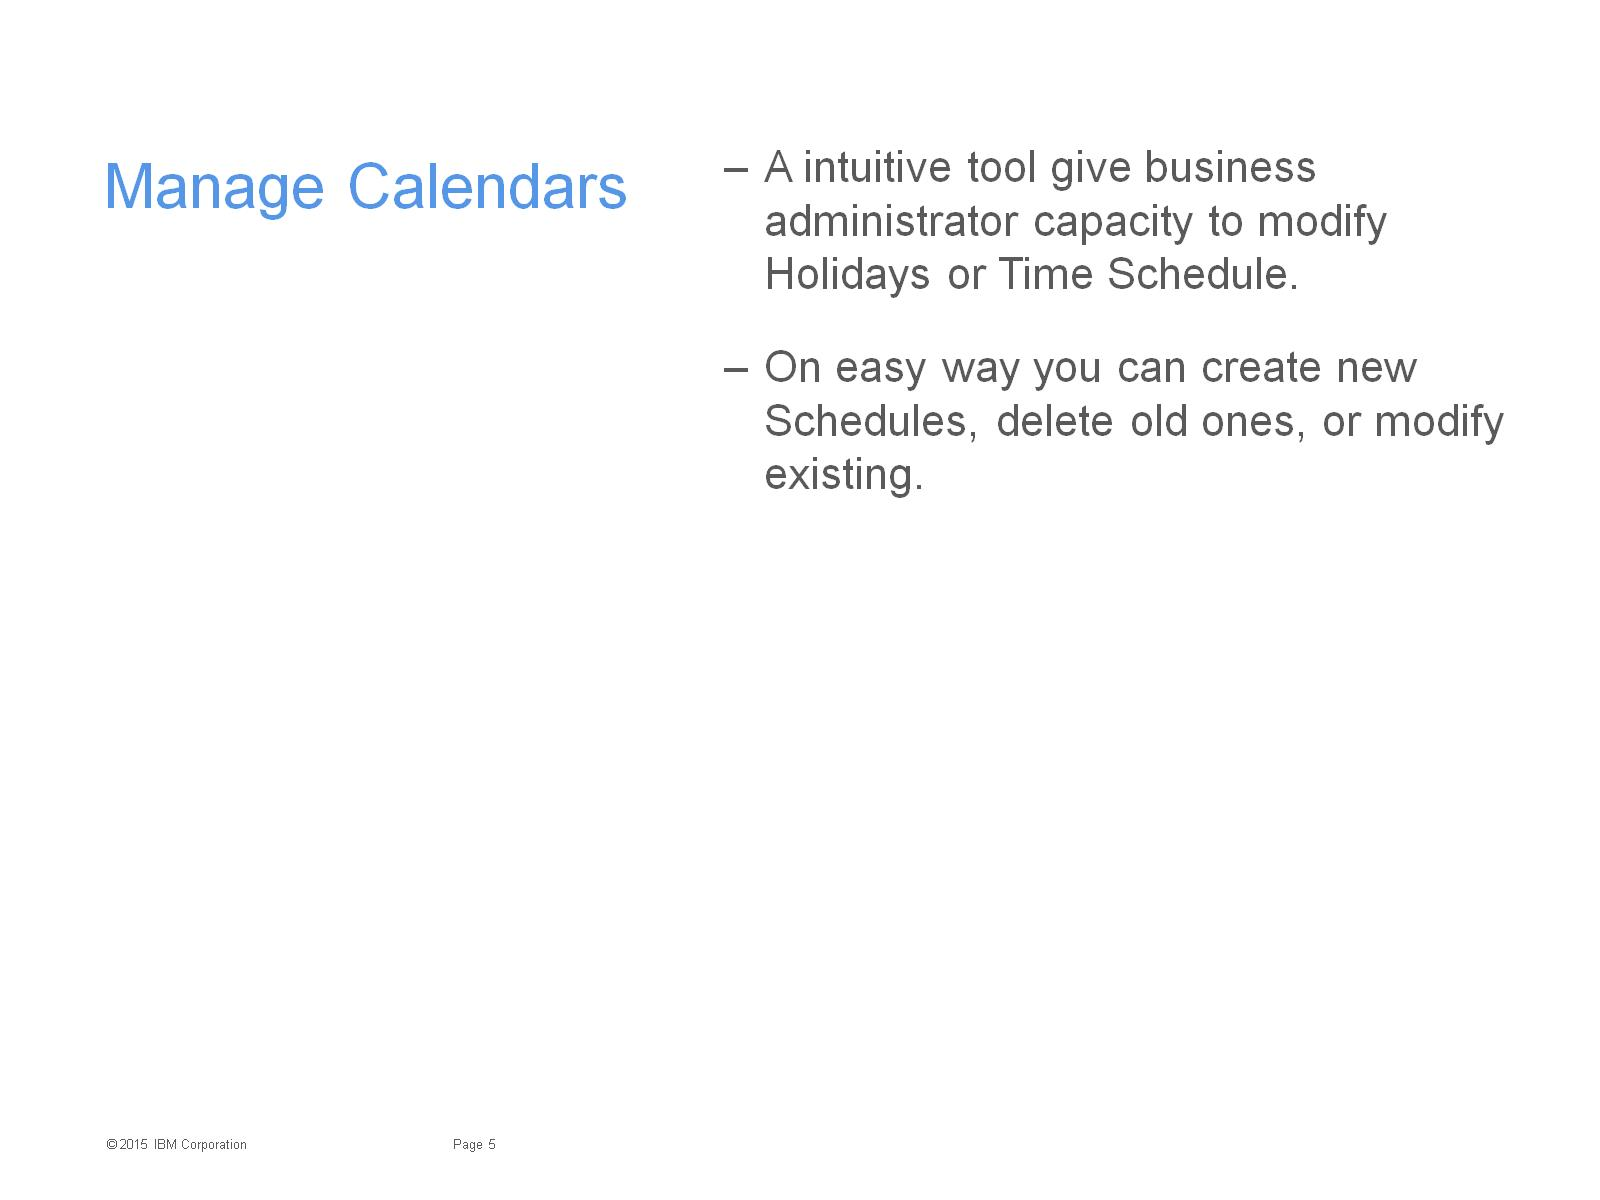 Manage Calendars
– A intuitive tool give business
administrator capacity to modify
Holidays or Time Schedule.
– On easy way you can create new
Schedules, delete old ones, or modify
existing.
©2015 IBM Corporation
Page 5